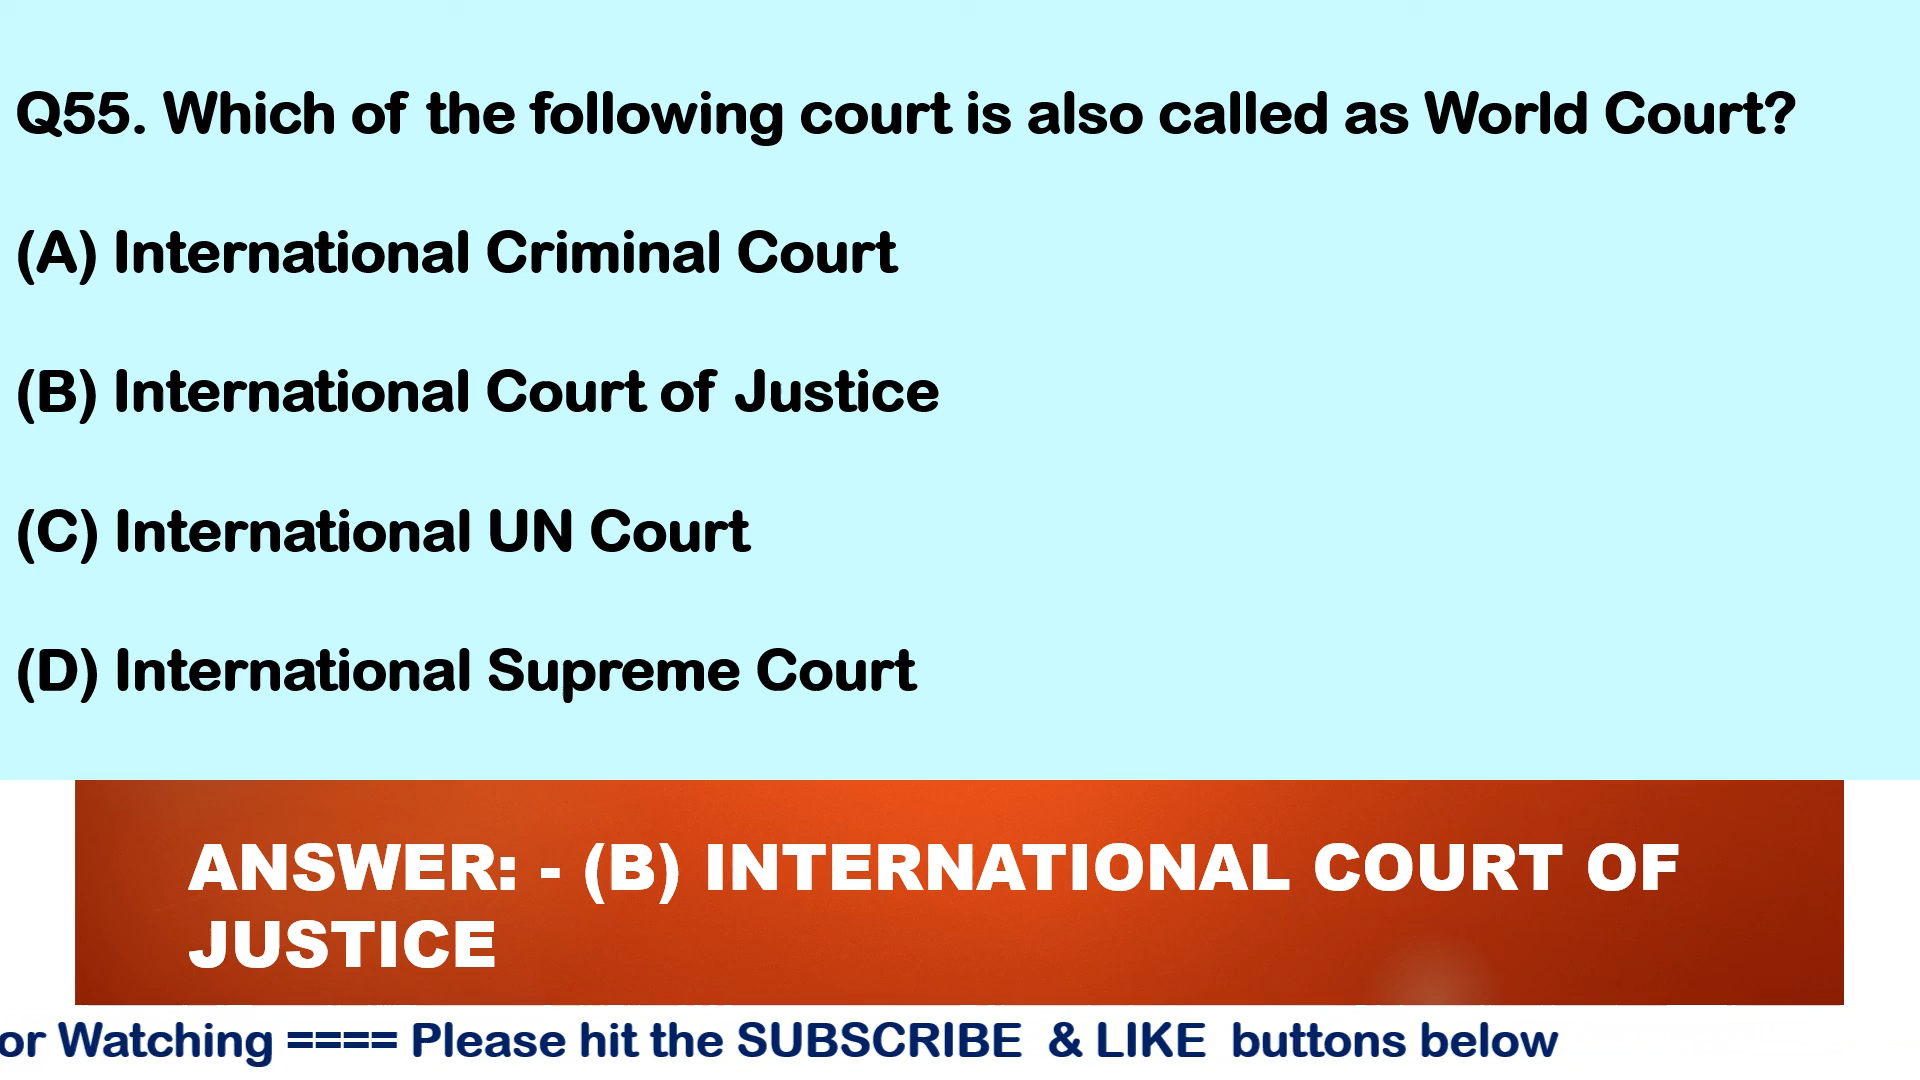 Q55. Which of the following court is also called as World Court?
(A) International Criminal Court
(B) International Court of Justice
(C) International UN Court
(D) International Supreme Court
ANSWER: - (B) INTERNATIONAL COURT OF
JUSTICE
or Watching ==== Please hit the SUBSCRIBE & LIKE buttons below